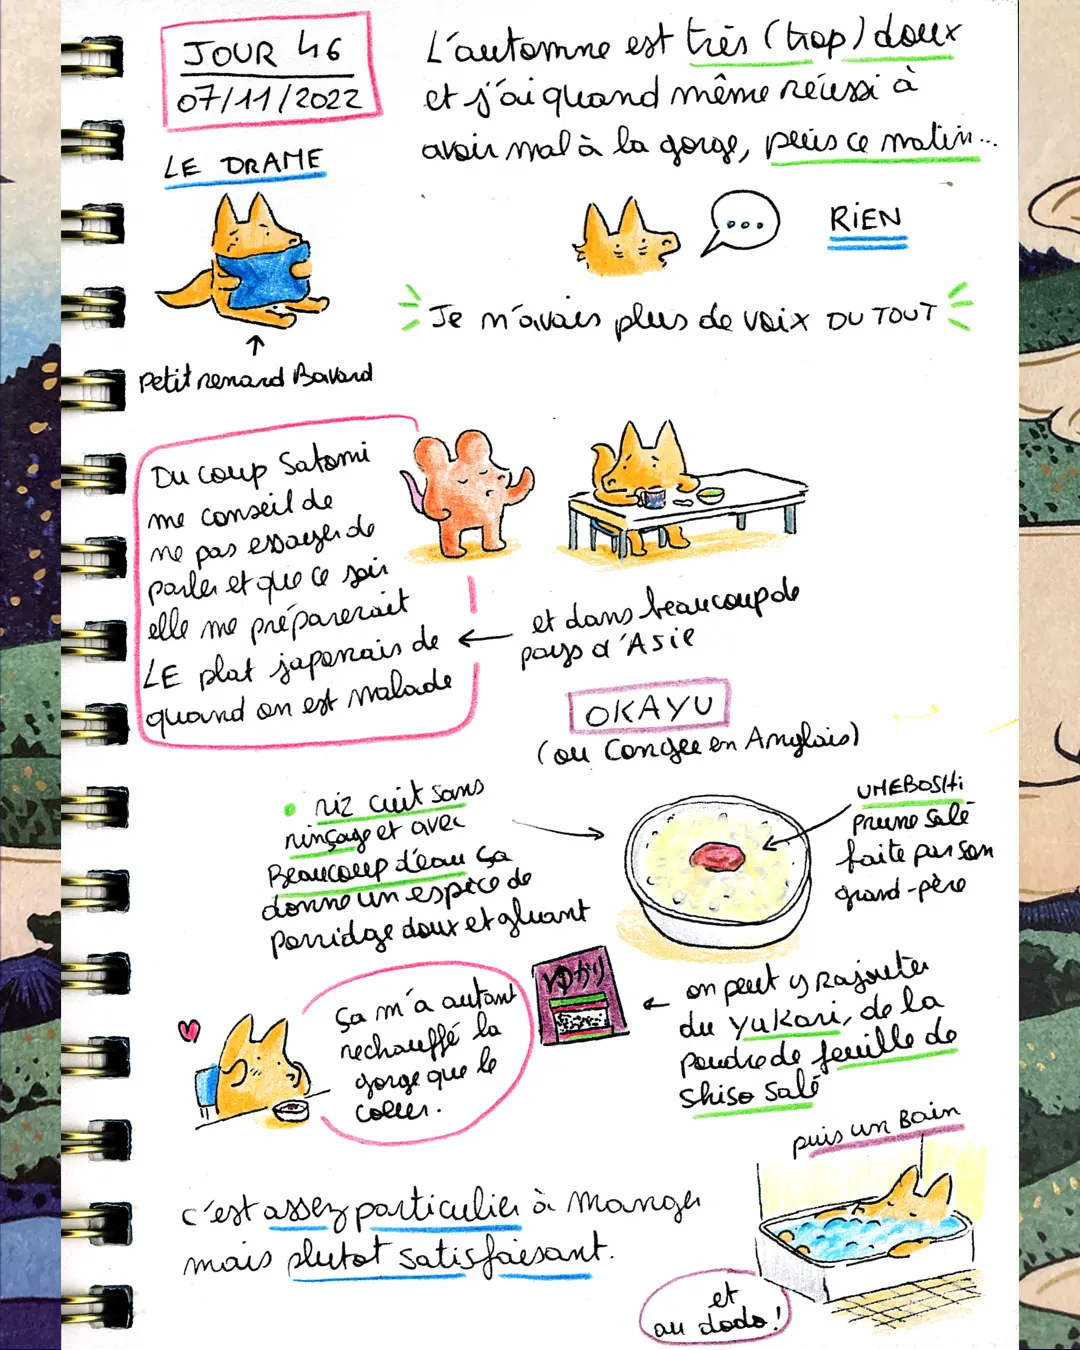 JOUR 46
07/11/2022
L'automne est très (trop) doux
et j'ai quand même réussi à
avoir mal à la gorge, puis ce matin...
LE DRAME
...
RIEN
Je n'avais plus de voix DU TOUT
Petit renard Bavard
Du coup Satomi
me conseil de
ne pas essayer de
parler et que ce soir
elle me préparerait
LE plat japonais de
quand on est malade
et dans beaucoup de
pays d'Asie
OKAYU
(ou Congee en Anglais)
• riz cuit sans
rinçage et avec
Beaucoup d'eau ça
donne un espèce de
porridge doux et gluant
UMEBOSHi
prune salé
faite par son
grand-père
ça m'a autant
rechauffé la
gorge que le
coeur.
ゆかり
on peut y rajouter
du yukari, de la
poudre de feuille de
shiso salé
puis un Bain
c'est assez particulier à manger
mais plutot satisfaisant.
et
au dodo!